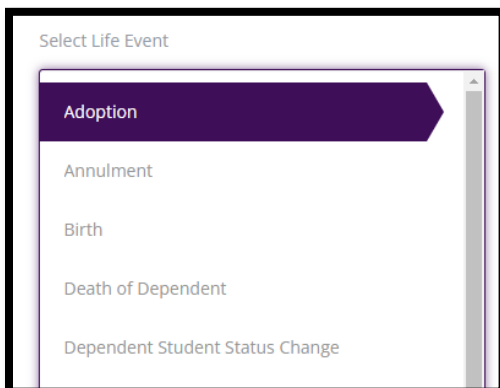 Select Life Event
Adoption
Annulment
Birth
Death of Dependent
Dependent Student Status Change